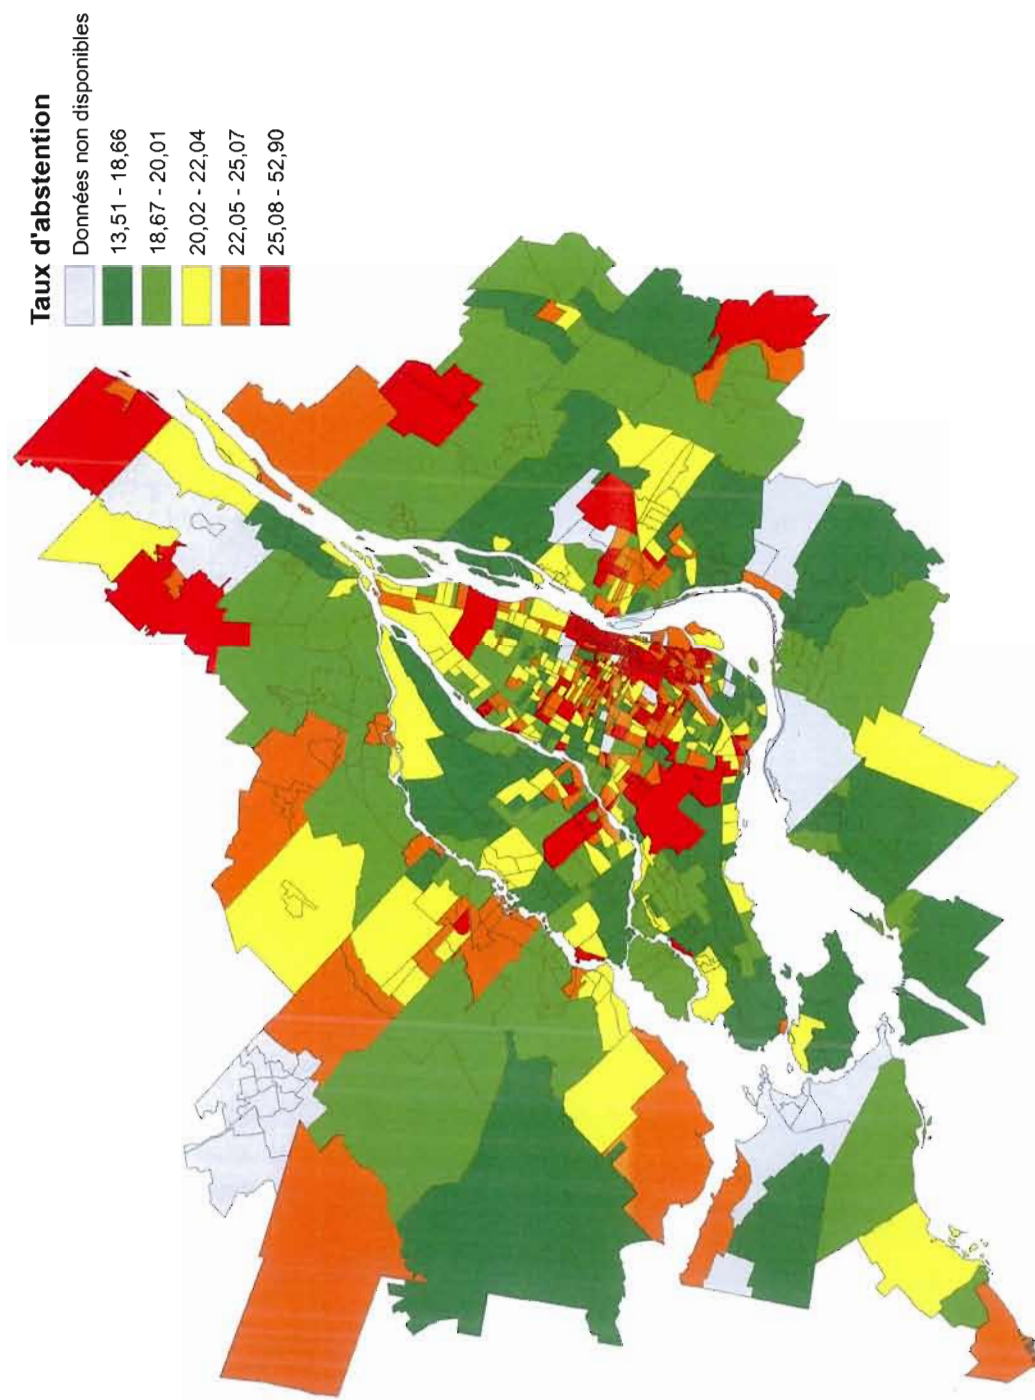 Taux d'abstention
Données non disponibles
13,51 - 18,66
18,67 - 20,01
20,02 - 22,04
22,05 - 25,07
25,08 - 52,90